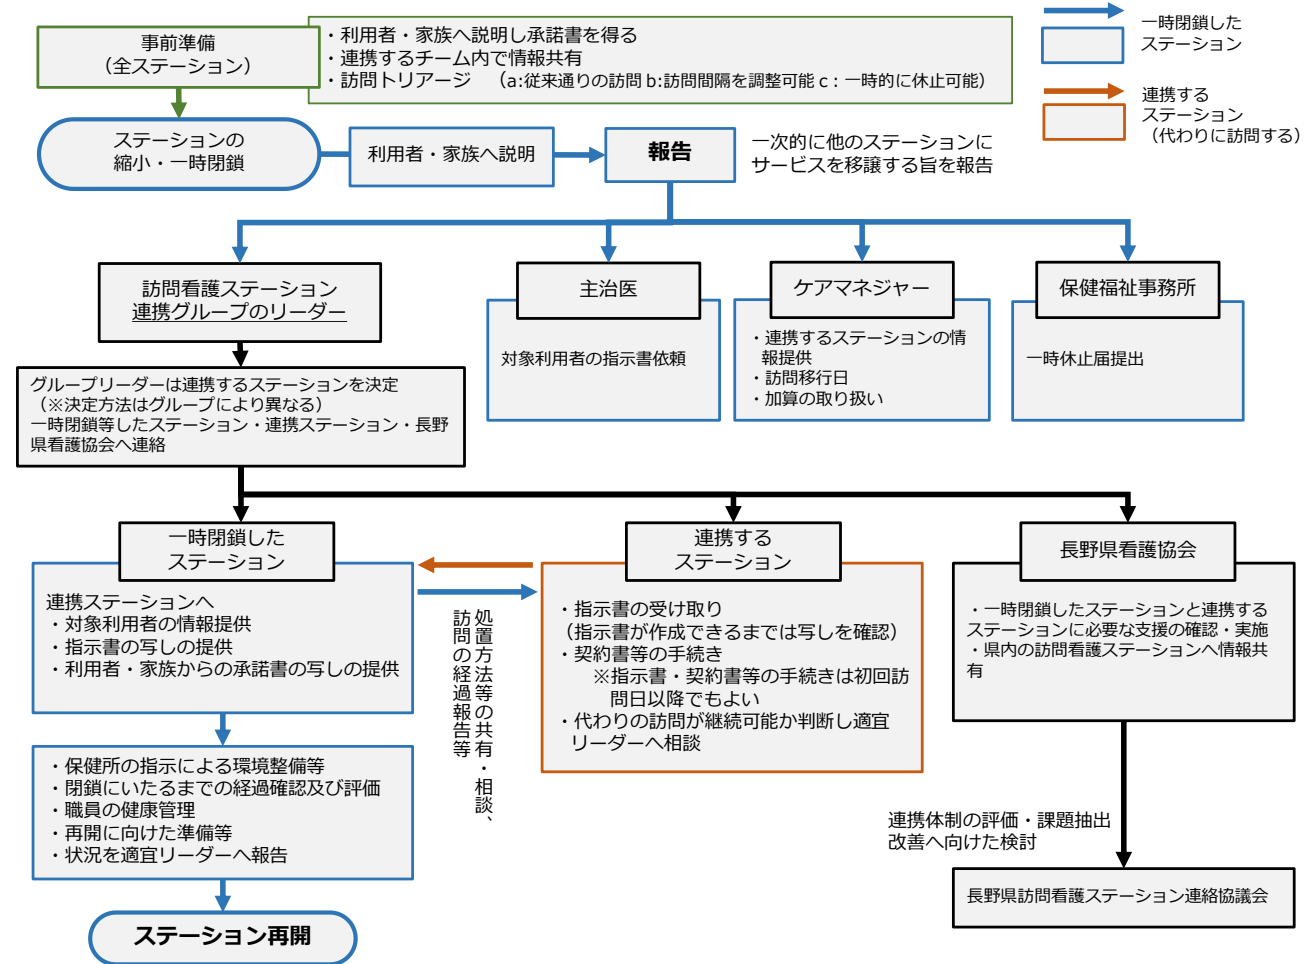 事前準備
（全ステーション）
・利用者・家族へ説明し承諾書を得る
・連携するチーム内で情報共有
・訪問トリアージ　（a:従来通りの訪問 b:訪問間隔を調整可能 c：一時的に休止可能）
一時閉鎖した
ステーション
連携する
ステーション
（代わりに訪問する）
ステーションの
縮小・一時閉鎖
利用者・家族へ説明
報告
一次的に他のステーションに
サービスを移譲する旨を報告
訪問看護ステーション
連携グループのリーダー
主治医
対象利用者の指示書依頼
ケアマネジャー
・連携するステーションの情
報提供
・訪問移行日
・加算の取り扱い
保健福祉事務所
一時休止届提出
グループリーダーは連携するステーションを決定
（※決定方法はグループにより異なる）
一時閉鎖等したステーション・連携ステーション・長野
県看護協会へ連絡
一時閉鎖した
ステーション
連携ステーションへ
・対象利用者の情報提供
・指示書の写しの提供
・利用者・家族からの承諾書の写しの提供
処置方法等の共有・相談、
訪問の経過報告等
連携する
ステーション
・指示書の受け取り
（指示書が作成できるまでは写しを確認）
・契約書等の手続き
※指示書・契約書等の手続きは初回訪
問日以降でもよい
・代わりの訪問が継続可能か判断し適宜
リーダーへ相談
長野県看護協会
・一時閉鎖したステーションと連携する
ステーションに必要な支援の確認・実施
・県内の訪問看護ステーションへ情報共
有
・保健所の指示による環境整備等
・閉鎖にいたるまでの経過確認及び評価
・職員の健康管理
・再開に向けた準備等
・状況を適宜リーダーへ報告
連携体制の評価・課題抽出
改善へ向けた検討
長野県訪問看護ステーション連絡協議会
ステーション再開